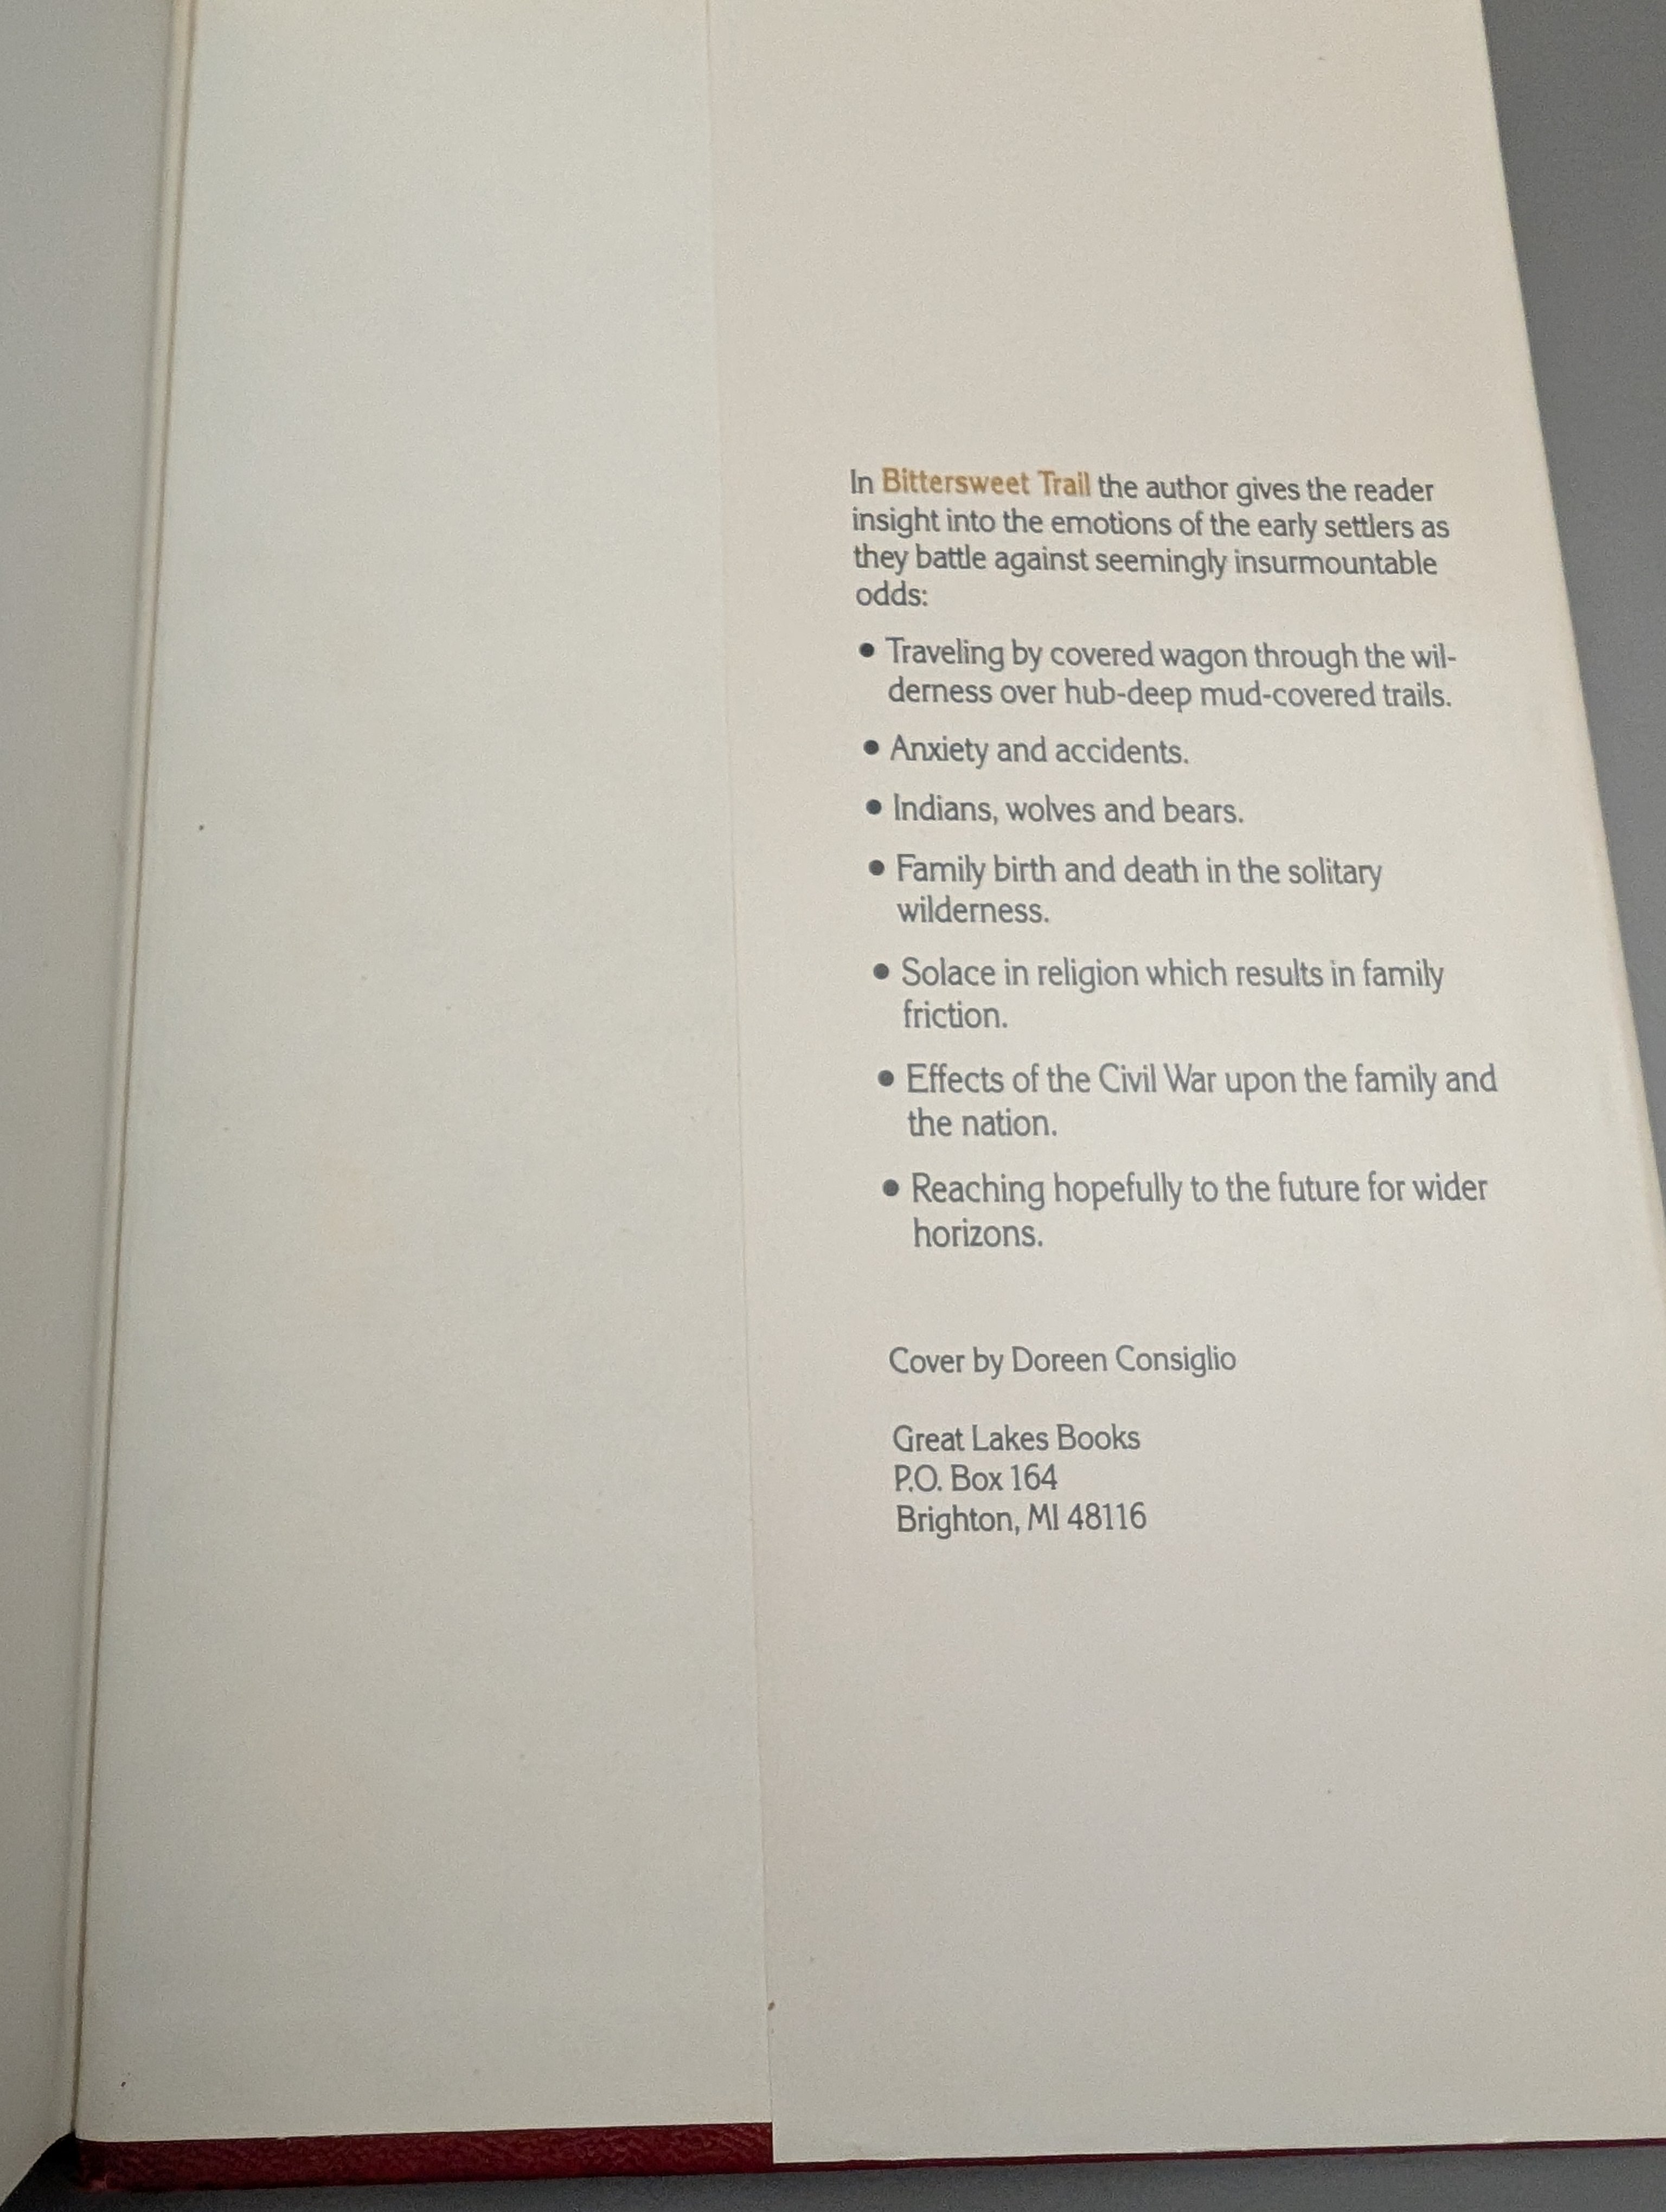 In Bittersweet Trail the author gives the reader
insight into the emotions of the early settlers as
they battle against seemingly insurmountable
odds:
• Traveling by covered wagon through the wil-
derness over hub-deep mud-covered trails.
• Anxiety and accidents.
• Indians, wolves and bears.
• Family birth and death in the solitary
wilderness.
• Solace in religion which results in family
friction.
• Effects of the Civil War upon the family and
the nation.
• Reaching hopefully to the future for wider
horizons.
Cover by Doreen Consiglio
Great Lakes Books
P.O. Box 164
Brighton, MI 48116